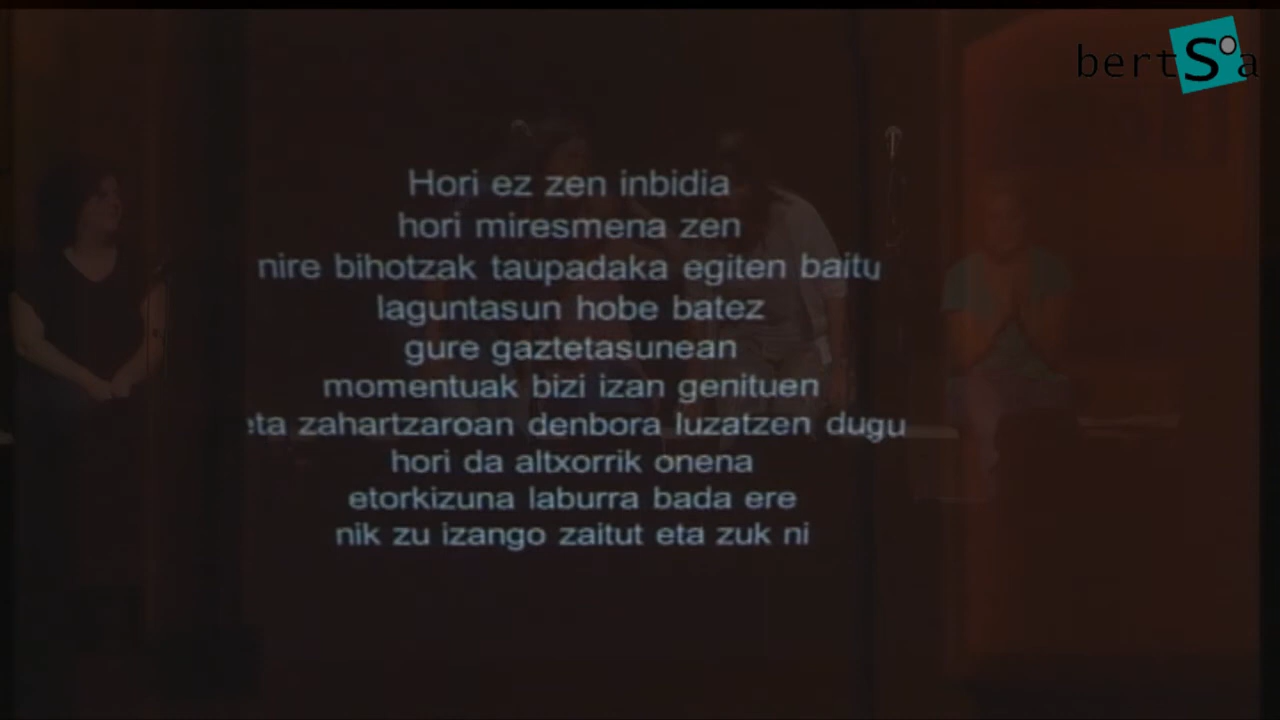 bertsoa
Hori ez zen inbidia
hori miresmena zen
nire bihotzak taupadaka egiten baitu
laguntasun hobe batez
gure gaztetasunean
momentuak bizi izan genituen
eta zahartzaroan denbora luzatzen dugu
hori da altxorrik onena
etorkizuna laburra bada ere
nik zu izango zaitut eta zuk ni